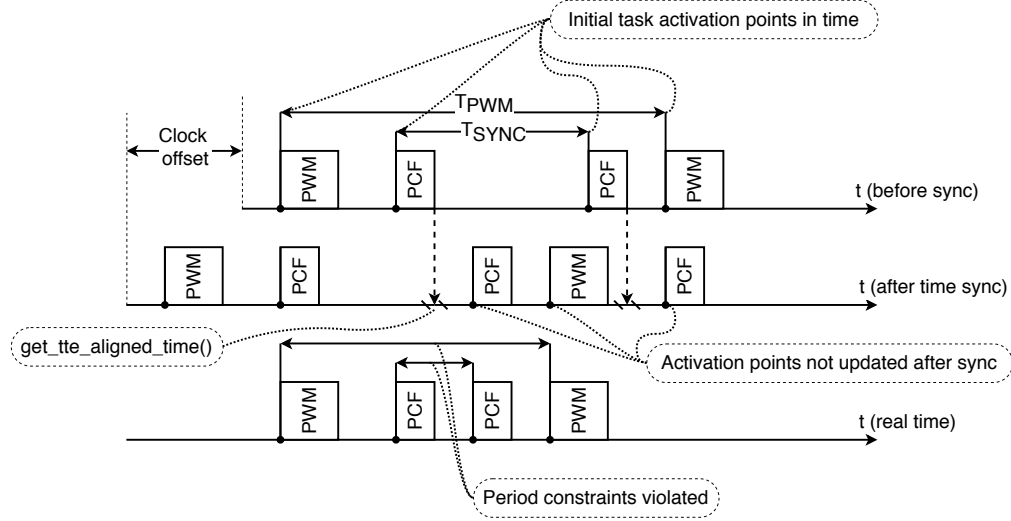 Initial task activation points in time
TPWM
Clock
offset
TSYNC
PWM
PCF
PCF
PWM
t (before sync)
PWM
PCF
PCF
PWM
PCF
t (after time sync)
get_tte_aligned_time()
Activation points not updated after sync
PWM
PCF
PCF
PWM
t (real time)
Period constraints violated